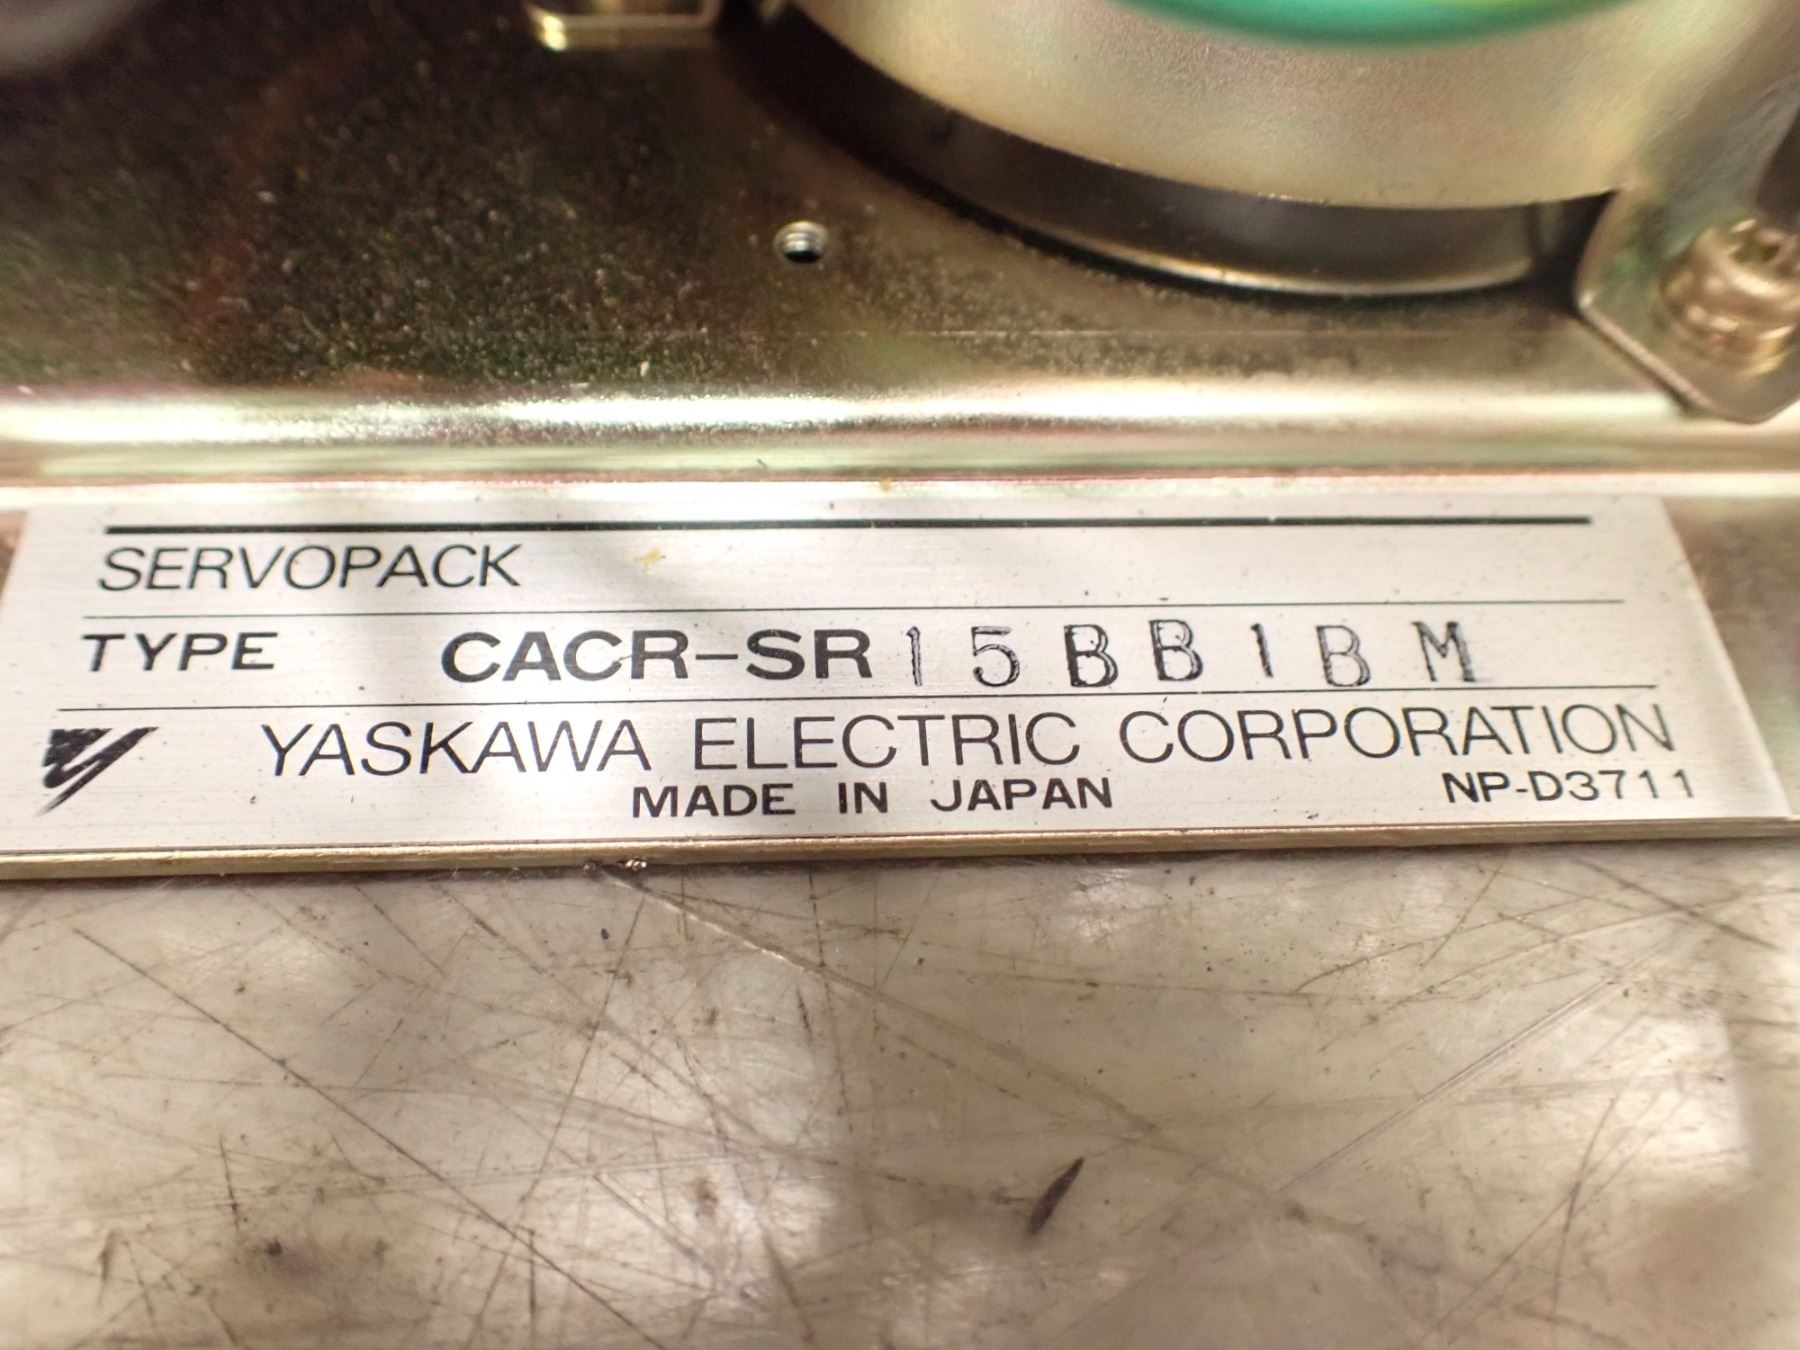 SERVOPACK
TYPE CACR-SR15BB1BM
YASKAWA ELECTRIC CORPORATION
MADE IN JAPAN NP-D3711